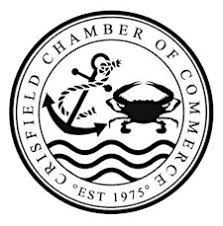 CRISFIELD CHAMBER OF COMMERCE
°EST 1975°